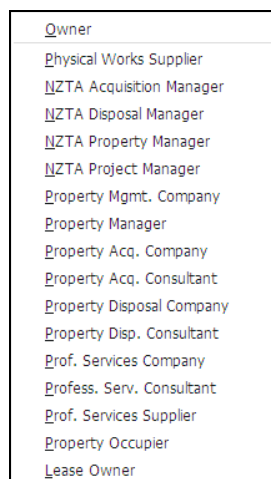 Owner
Physical Works Supplier
NZTA Acquisition Manager
NZTA Disposal Manager
NZTA Property Manager
NZTA Project Manager
Property Mgmt. Company
Property Manager
Property Acq. Company
Property Acq. Consultant
Property Disposal Company
Property Disp. Consultant
Prof. Services Company
Profess. Serv. Consultant
Prof. Services Supplier
Property Occupier
Lease Owner